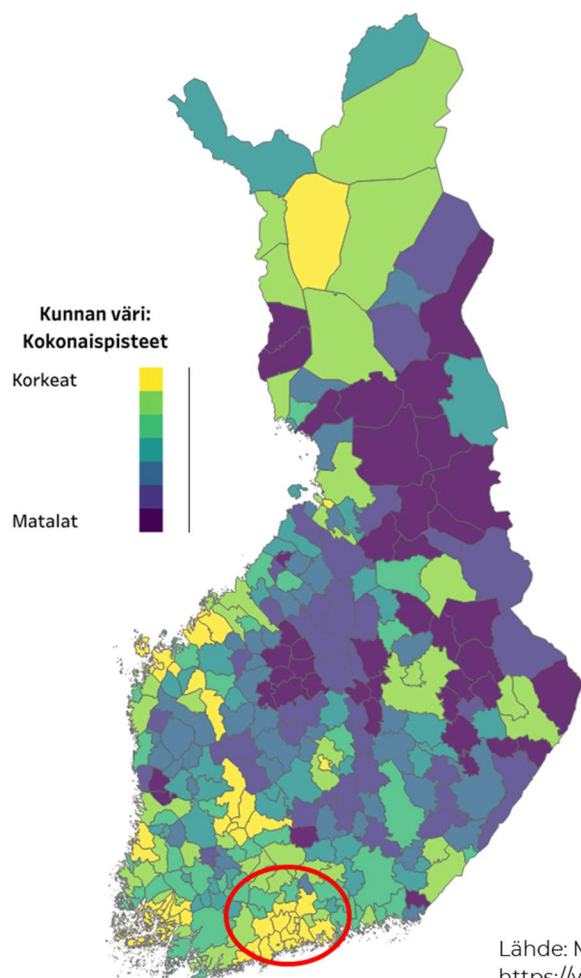 Kunnan väri:
Kokonaispisteet
Korkeat
Matalat
Lähde: